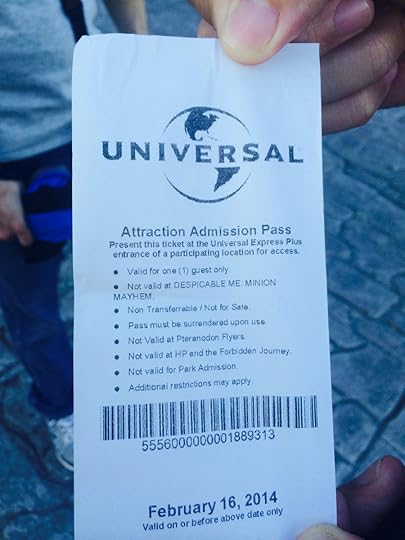 UNIVERSAL
Attraction Admission Pass
Present this ticket at the Universal Express Plus
entrance of a participating location for access.
● Valid for one (1) guest only.
● Not valid at DESPICABLE ME: MINION
MAYHEM.
● Non Transferrable / Not for Sale.
● Pass must be surrendered upon use.
● Not Valid at Pteranodon Flyers.
● Not valid at HP and the Forbidden Journey.
● Not valid for Park Admission.
● Additional restrictions may apply.
5556000000001889313
February 16, 2014
Valid on or before above date only